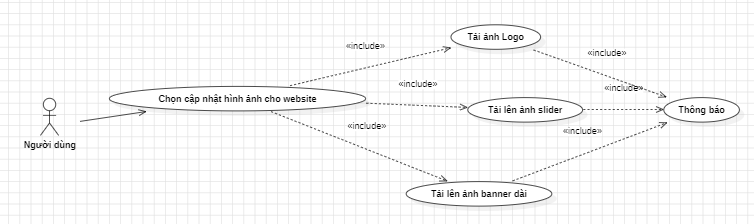 Tải ảnh Logo
«include»
«include»
«include»
«include»
Chọn cập nhật hình ảnh cho website
Tải lên ảnh slider
Thông báo
«include»
«include»
Người dùng
Tải lên ảnh banner dài